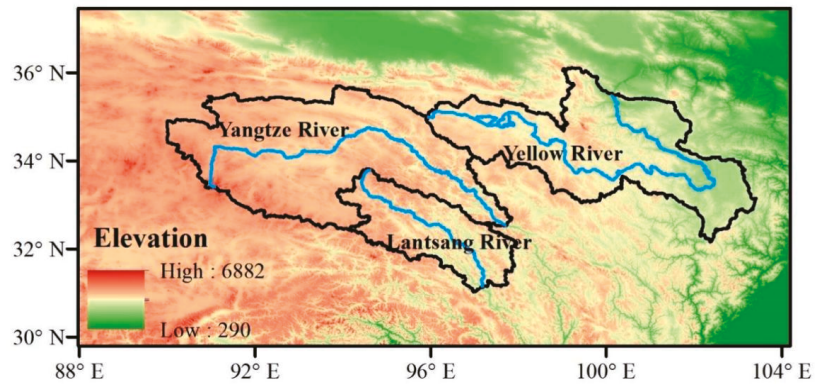 36° N
34° N
32° N
30° N
Yangtze River
Yellow River
Lantsang River
Elevation
High : 6882
Low : 290
88° E
92° E
96° E
100° E
104° E